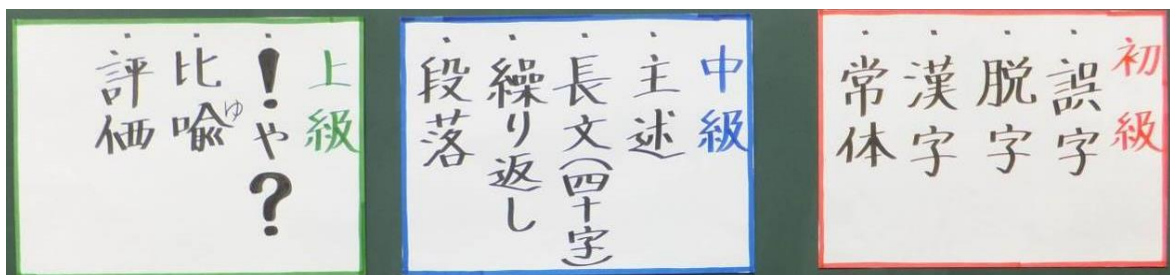 初級
・誤字
・脱字
・漢字
・常体
中級
・主述
・長文(四十字)
・繰り返し
・段落
上級
・!や?
・比喩ゆ
・評価